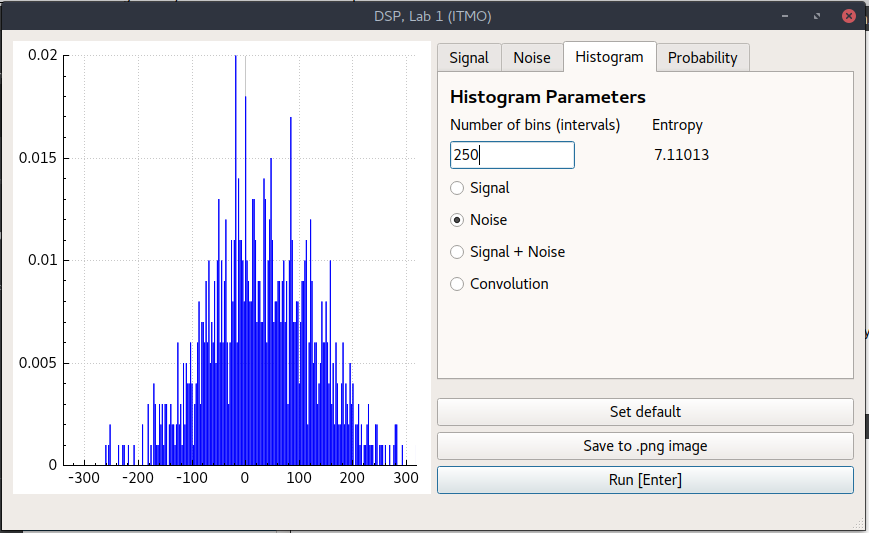 DSP, Lab 1 (ITMO)
Signal Noise Histogram Probability
Histogram Parameters
Number of bins (intervals) Entropy
250 7.11013
Signal
Noise
Signal + Noise
Convolution
Set default
Save to .png image
Run [Enter]
0.02
0.015
0.01
0.005
0
-300 -200 -100 0 100 200 300